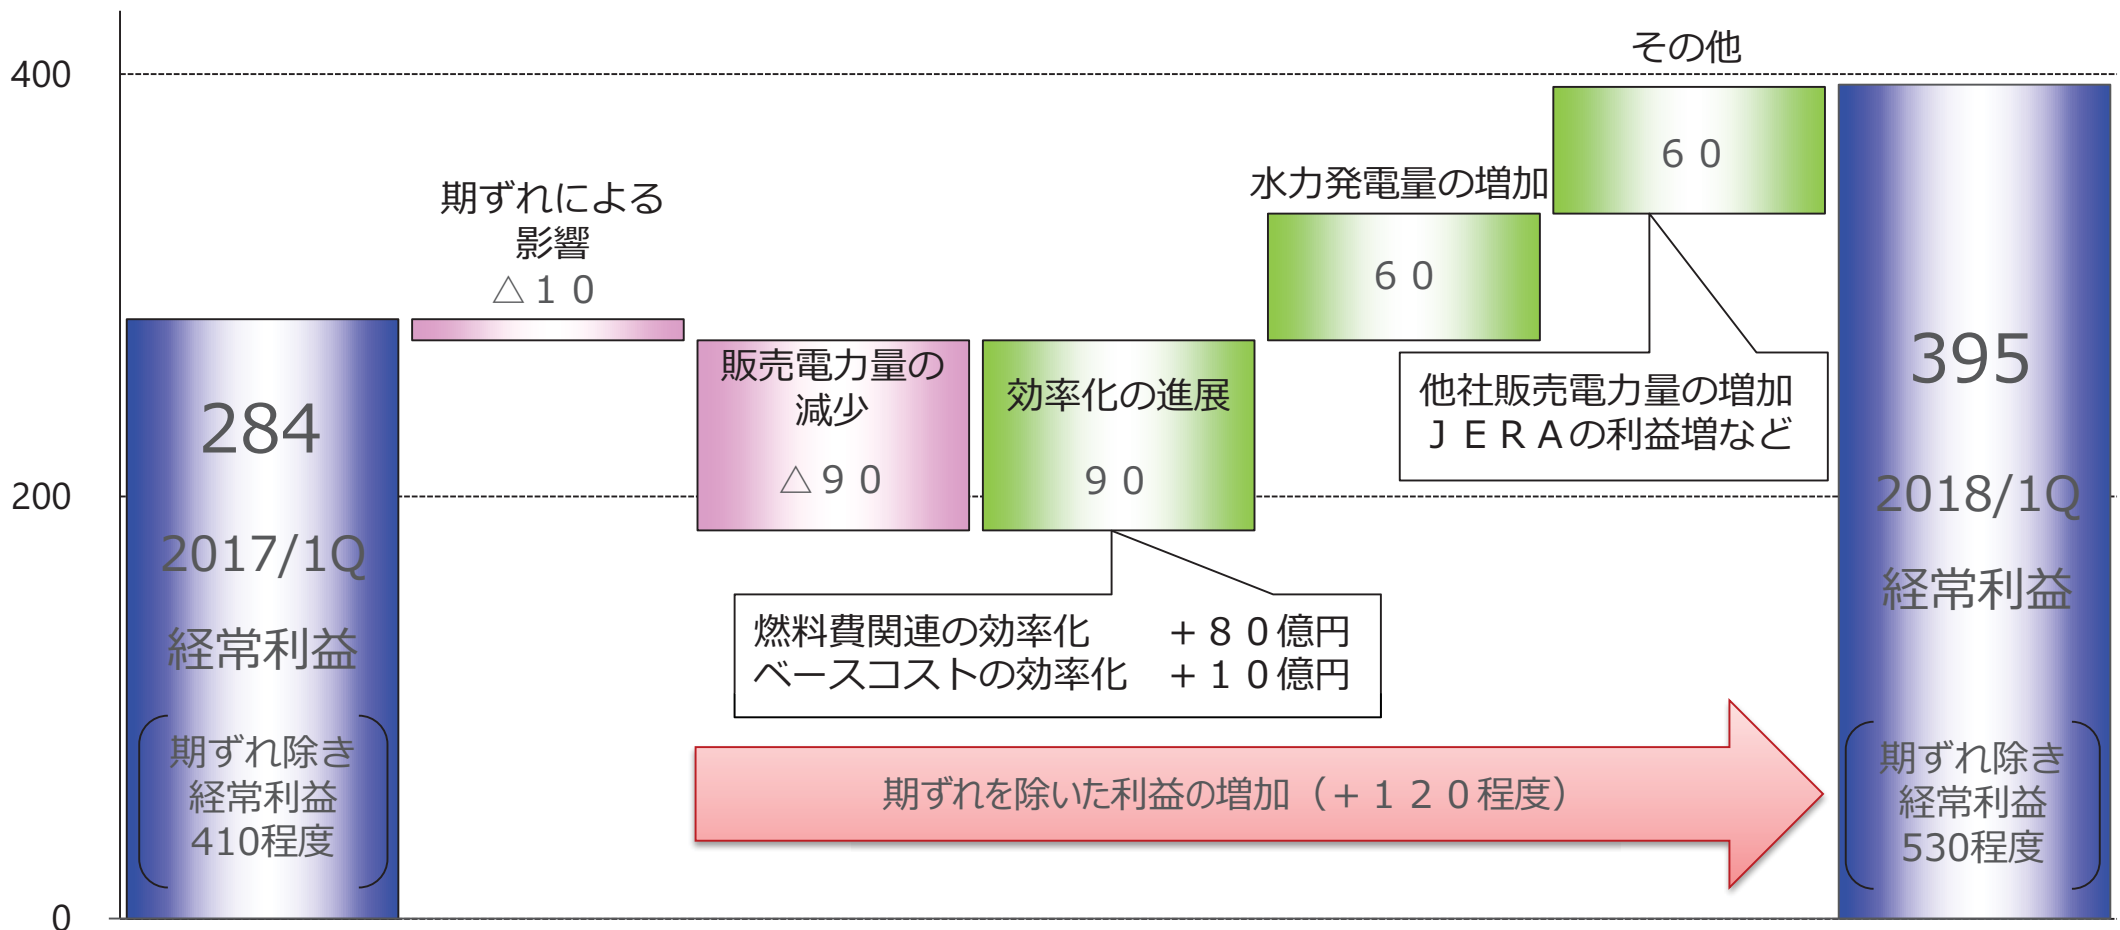 400
200
0
284
2017/1Q
経常利益
期ずれ除き
経常利益
410程度
期ずれによる
影響
△１０
販売電力量の
減少
△９０
効率化の進展
９０
燃料費関連の効率化　　＋８０億円
ベースコストの効率化　＋１０億円
水力発電量の増加
６０
その他
６０
他社販売電力量の増加
ＪＥＲＡの利益増など
期ずれを除いた利益の増加（＋１２０程度）
395
2018/1Q
経常利益
期ずれ除き
経常利益
530程度